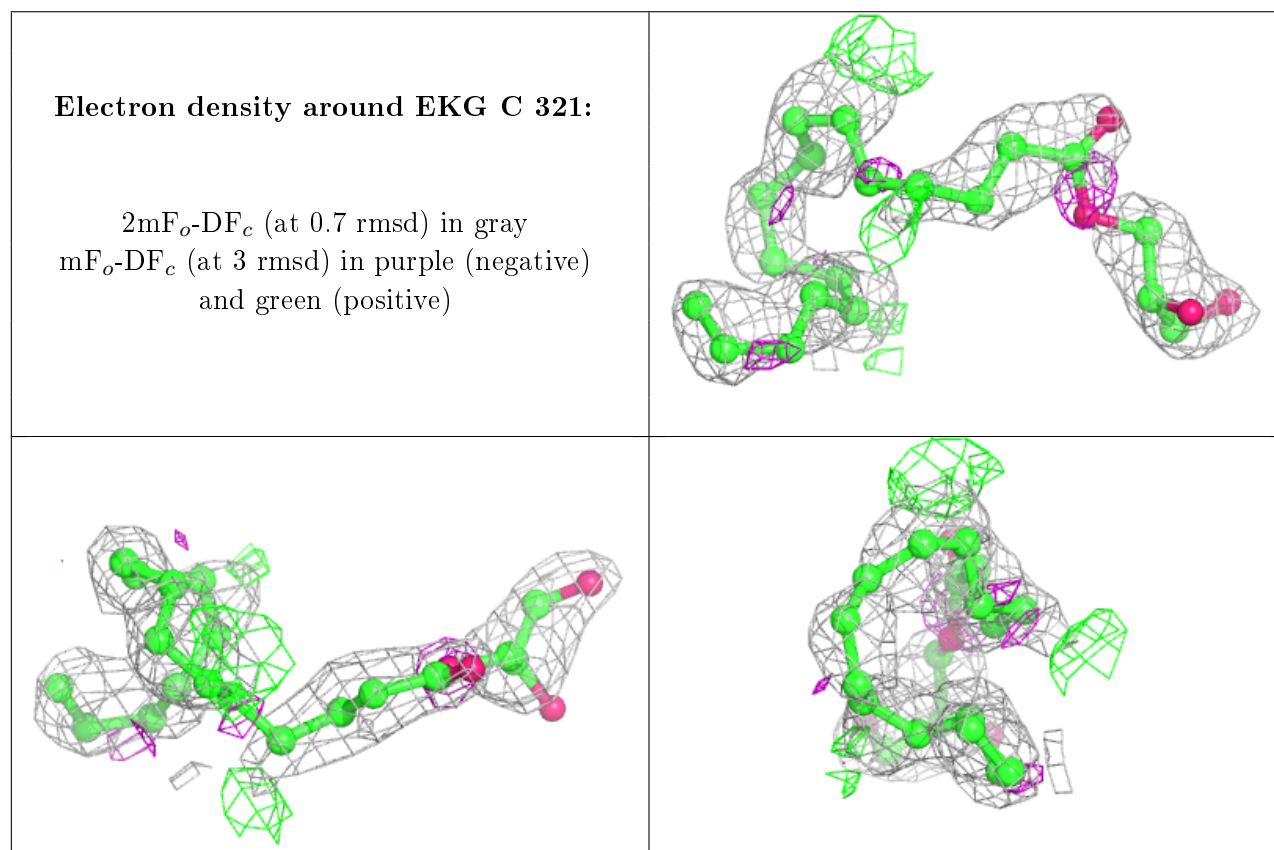 Electron density around EKG C 321:
2mFₒ-DF𝒸 (at 0.7 rmsd) in gray
mFₒ-DF𝒸 (at 3 rmsd) in purple (negative)
and green (positive)